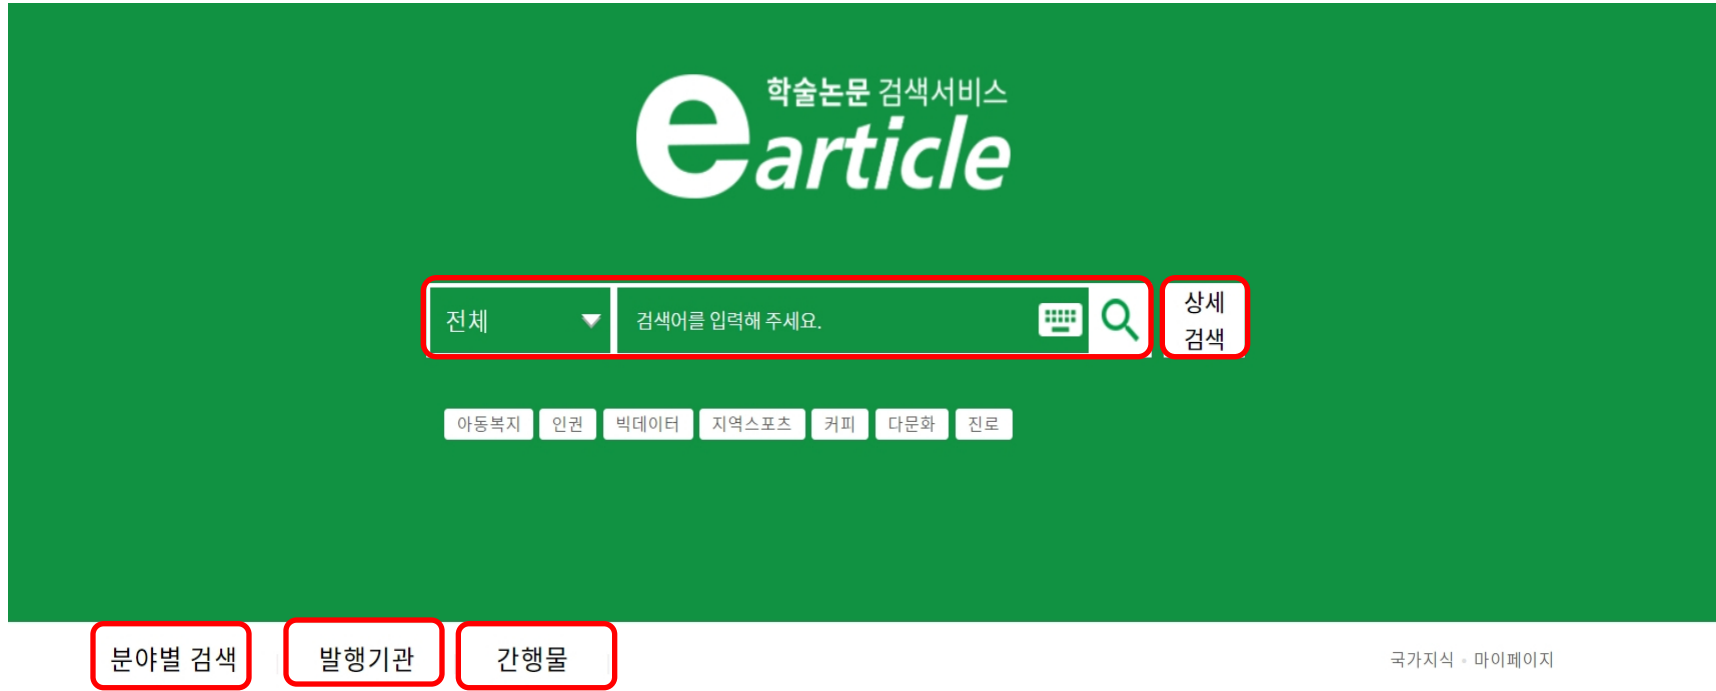 학술논문 검색서비스
earticle
전체
검색어를 입력해 주세요.
상세
검색
아동복지 인권 빅데이터 지역스포츠 커피 다문화 진로
분야별 검색 발행기관 간행물 국가지식 마이페이지